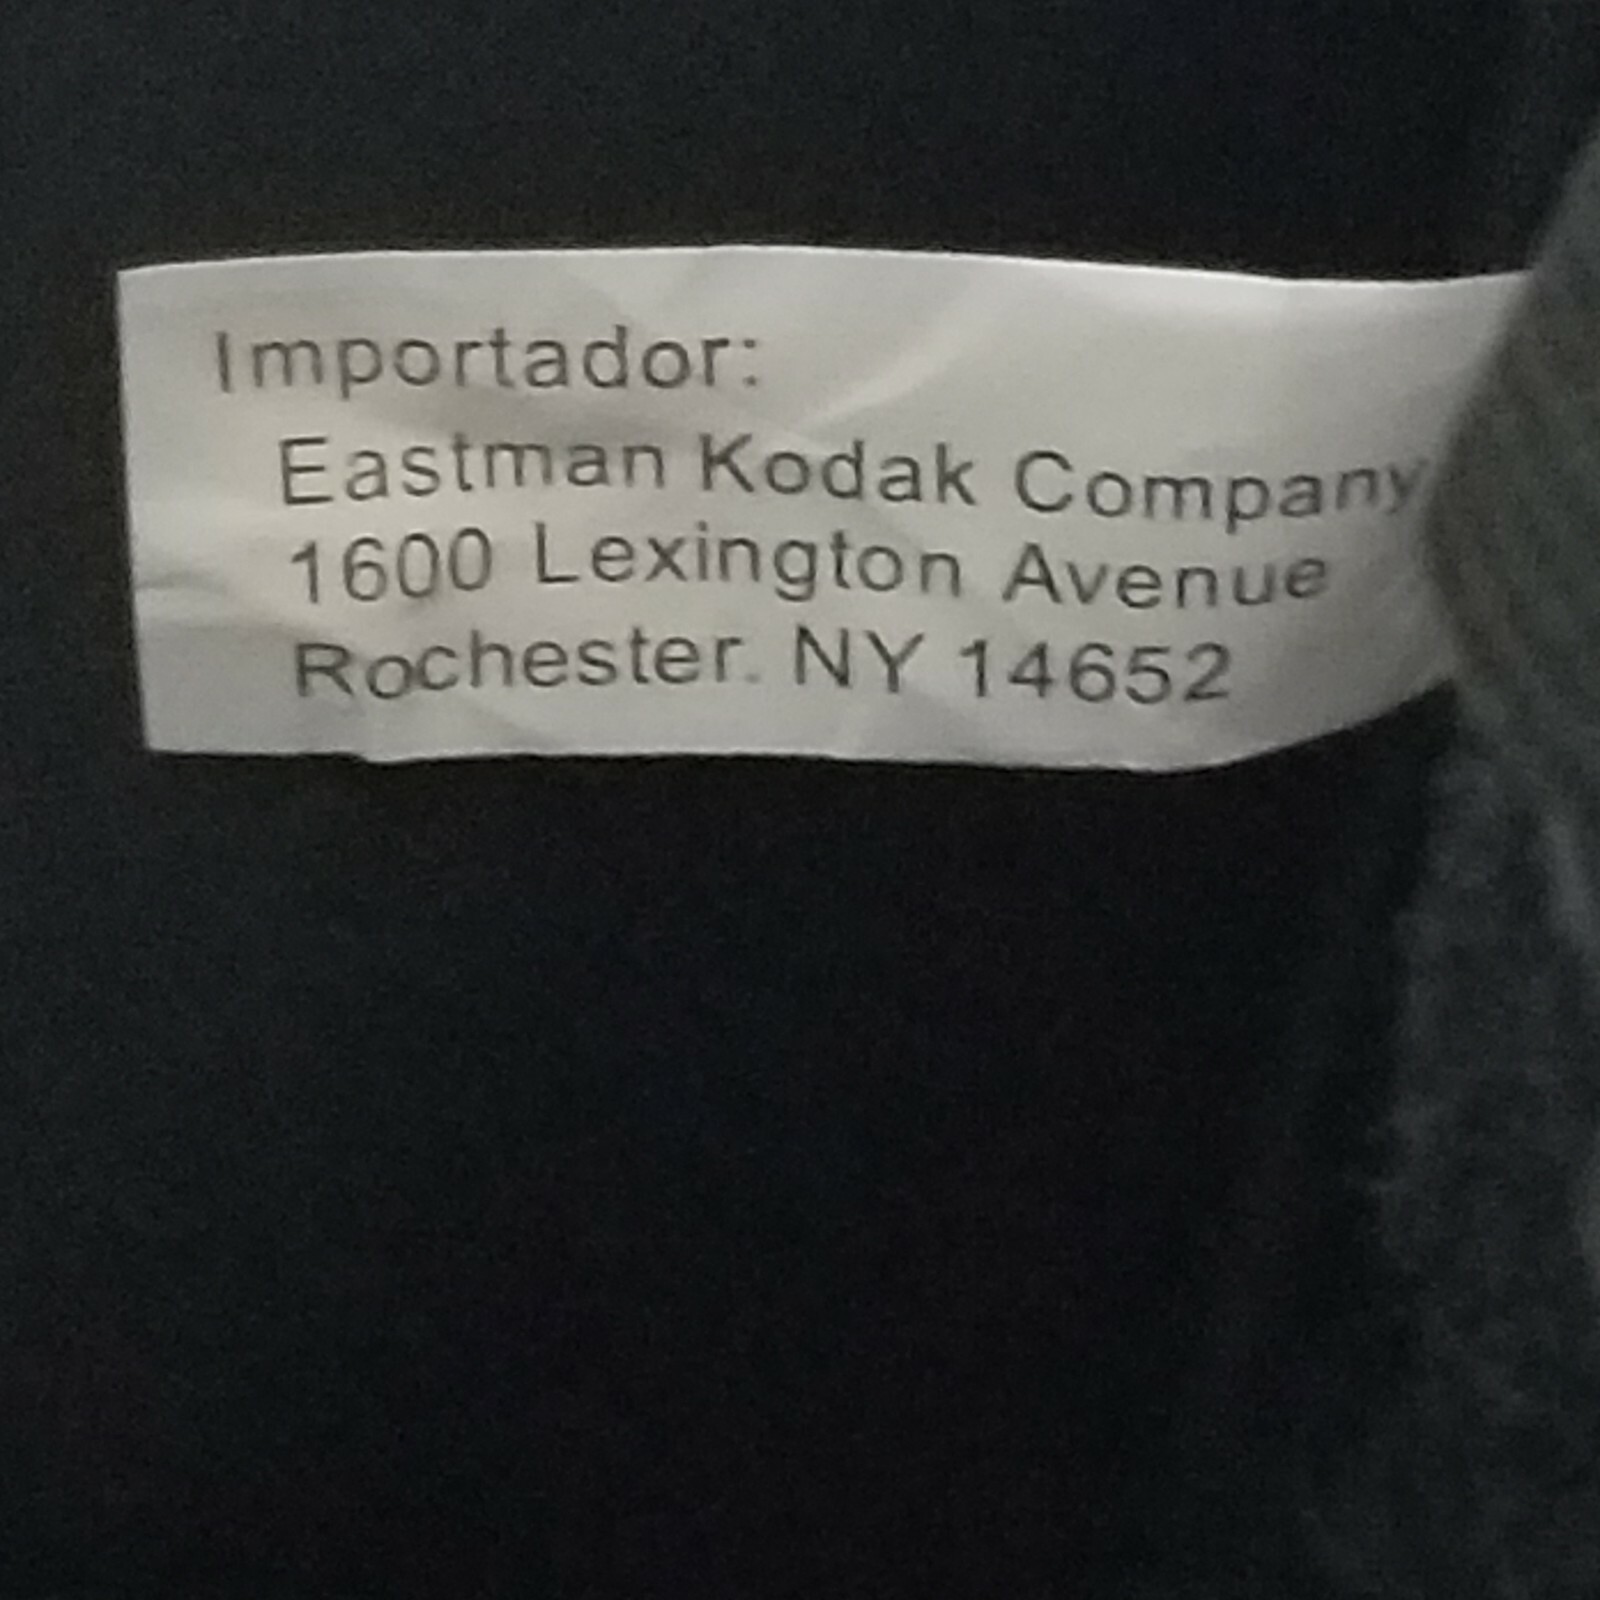 Importador:
Eastman Kodak Company
1600 Lexington Avenue
Rochester. NY 14652